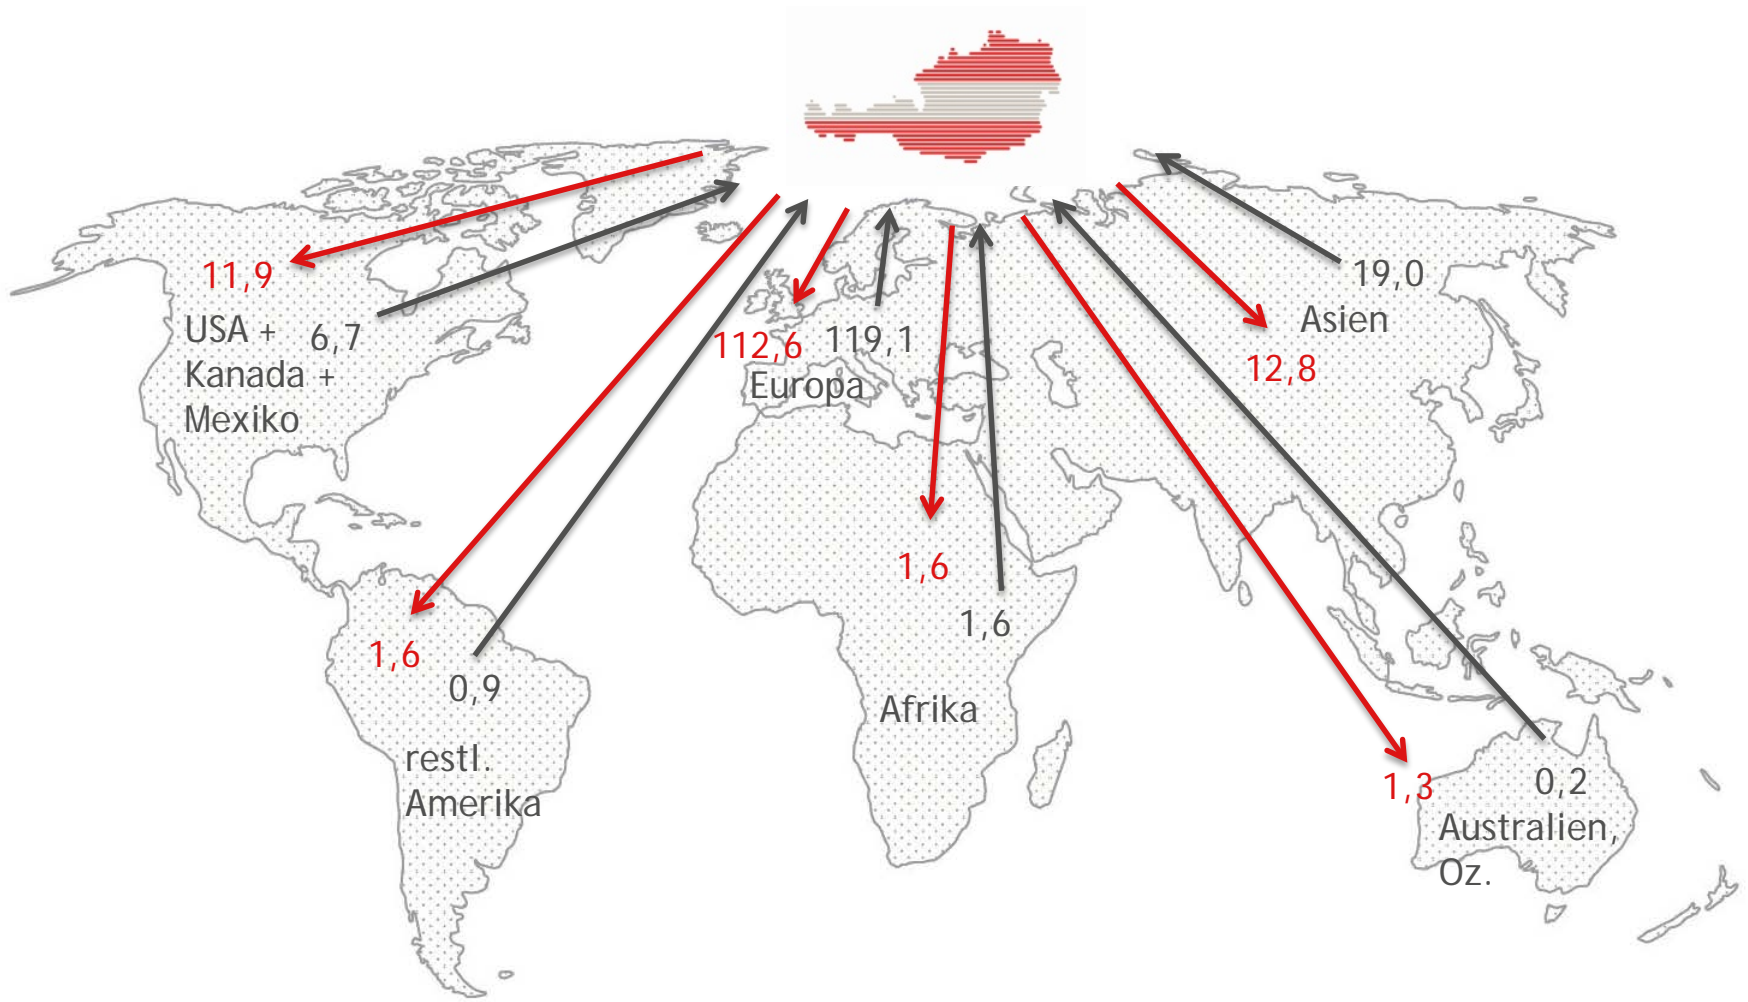 11,9
USA +
6,7
Kanada +
Mexiko
112,6
119,1
Europa
19,0
Asien
12,8
1,6
0,9
restl.
Amerika
1,6
1,6
Afrika
1,3
0,2
Australien,
Oz.